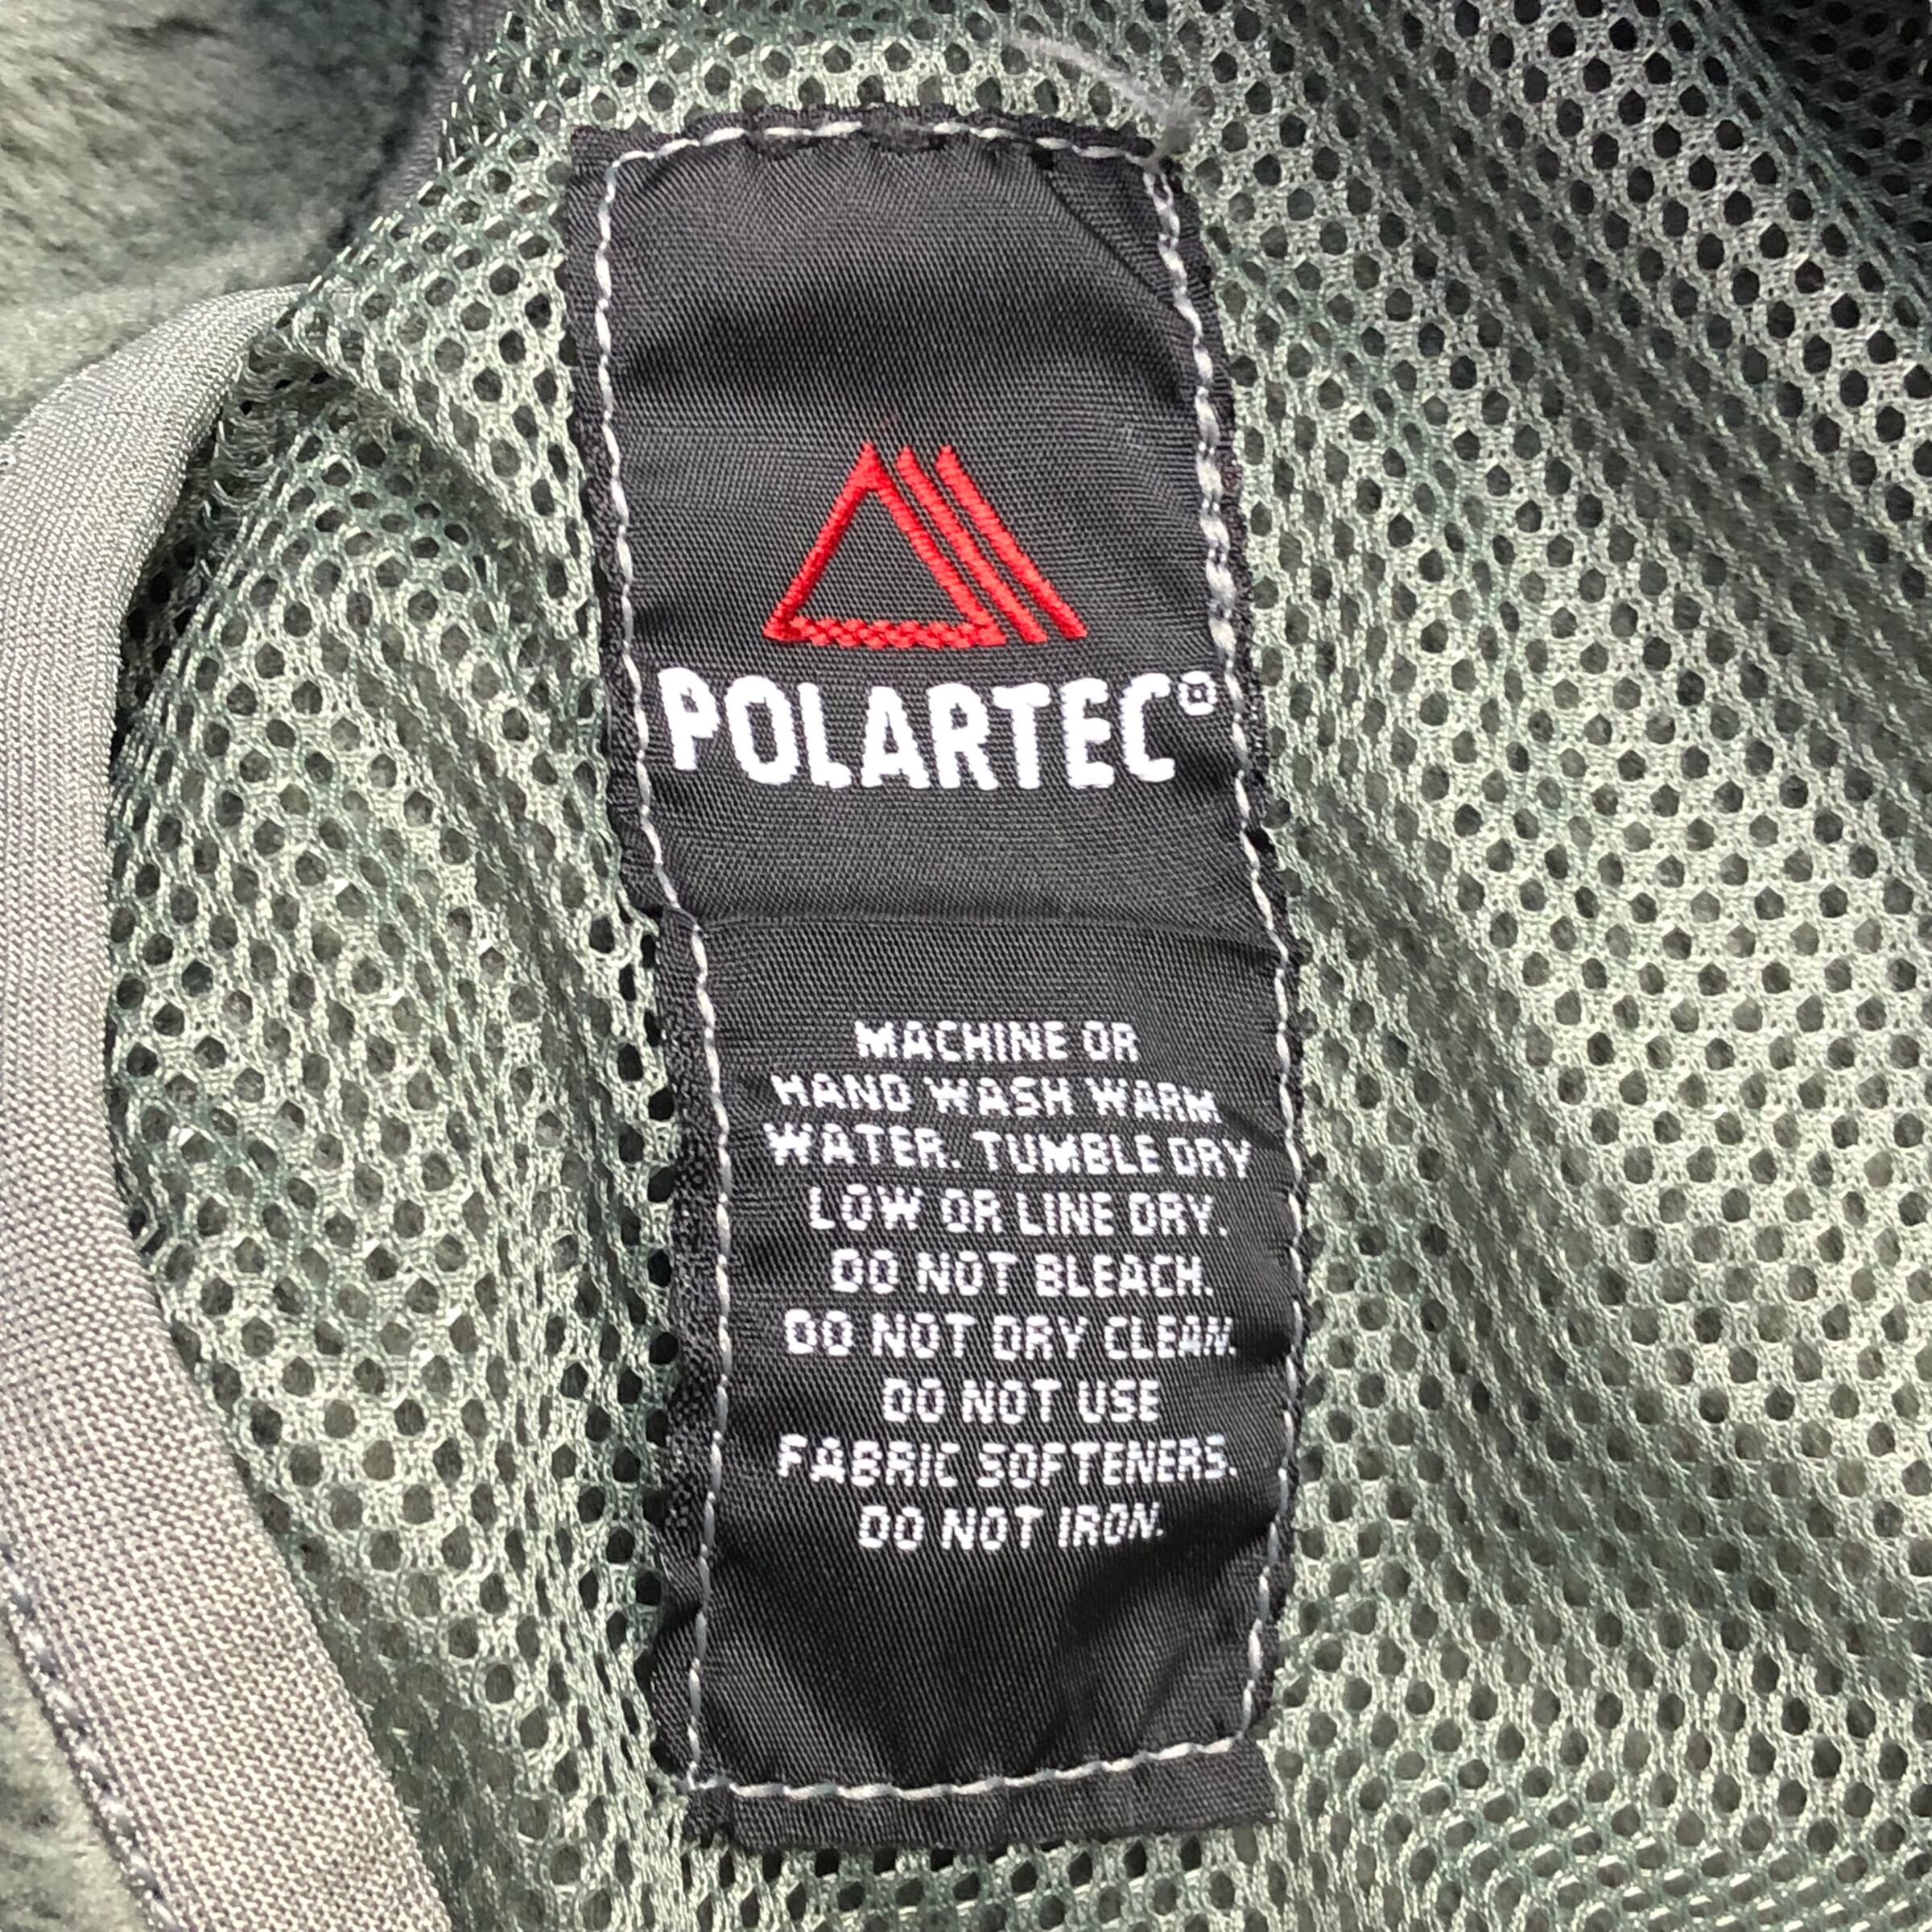 POLARTEC®
MACHINE OR
HAND WASH WARM
WATER. TUMBLE DRY
LOW OR LINE DRY.
DO NOT BLEACH.
DO NOT DRY CLEAN.
DO NOT USE
FABRIC SOFTENERS.
DO NOT IRON.